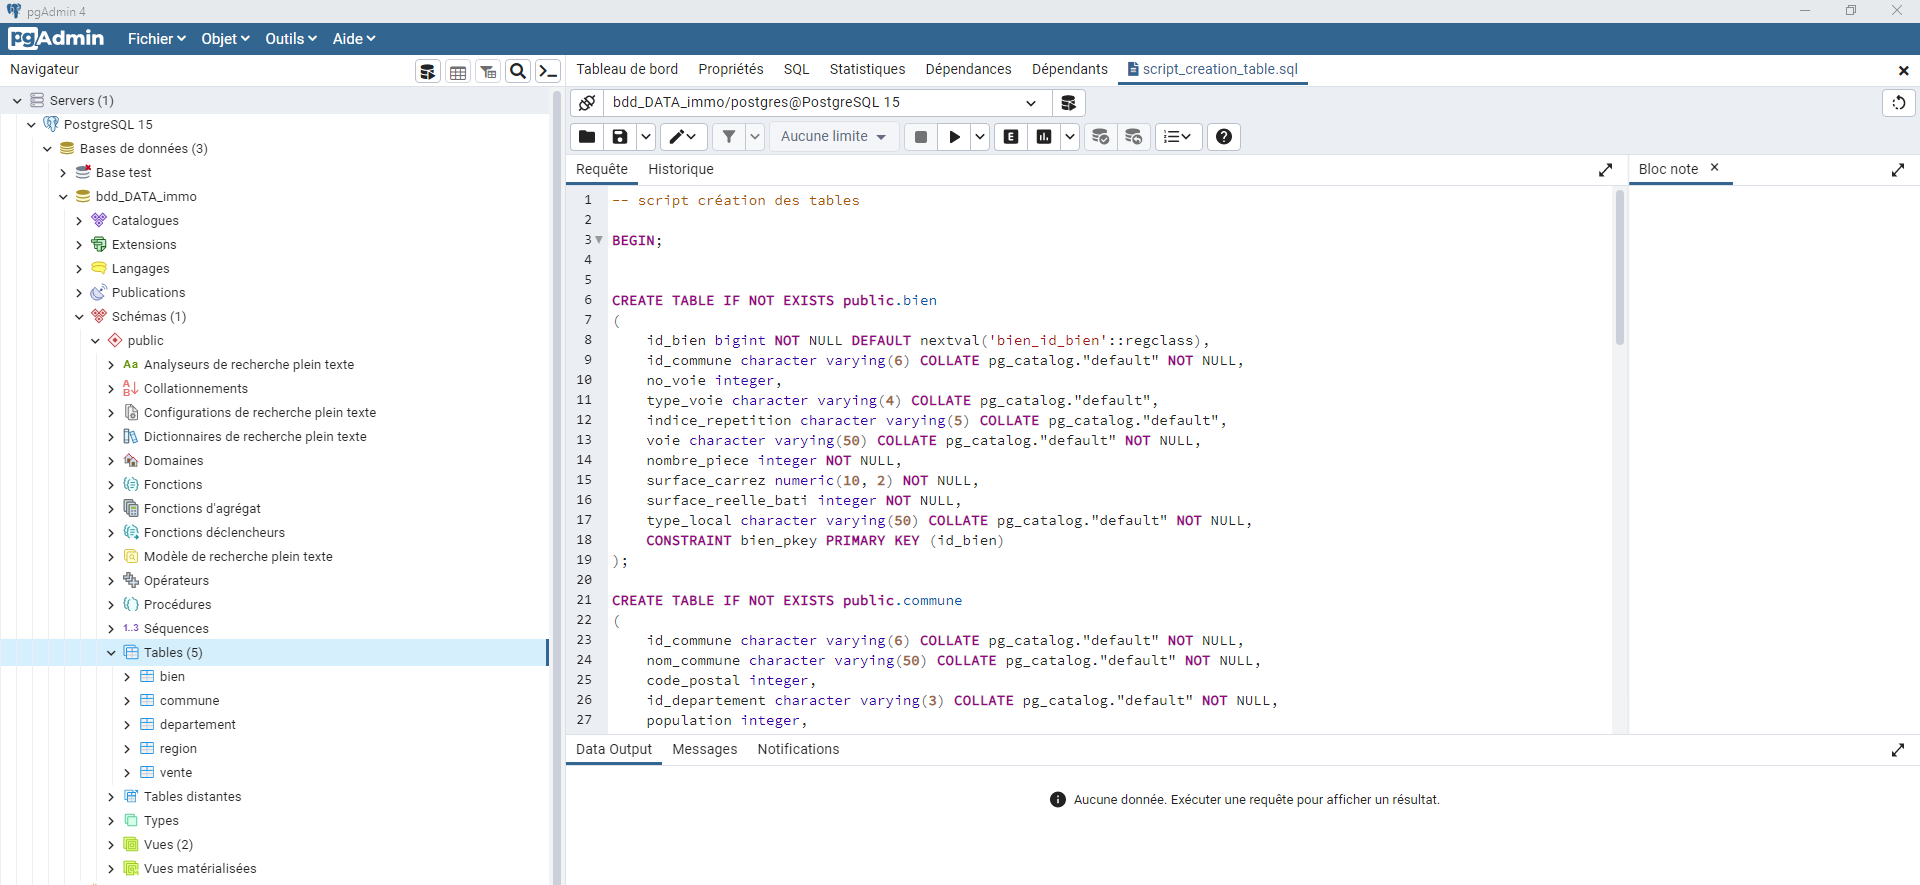 pgAdmin 4
pgAdmin Fichier Objet Outils Aide
Navigateur
Servers (1)
PostgreSQL 15
Bases de données (3)
Base test
bdd_DATA_immo
Catalogues
Extensions
Langages
Publications
Schémas (1)
public
Aa Analyseurs de recherche plein texte
Collationnements
Configurations de recherche plein texte
Dictionnaires de recherche plein texte
Domaines
Fonctions
Fonctions d'agrégat
Fonctions déclencheurs
Modèle de recherche plein texte
Opérateurs
Procédures
1..3 Séquences
Tables (5)
bien
commune
departement
region
vente
Tables distantes
Types
Vues (2)
Vues matérialisées
Tableau de bord Propriétés SQL Statistiques Dépendances Dépendants script_creation_table.sql
bdd_DATA_immo/postgres@PostgreSQL 15
Aucune limite
Requête Historique
1 -- script création des tables
2
3 BEGIN;
4
5
6 CREATE TABLE IF NOT EXISTS public.bien
7 (
8 id_bien bigint NOT NULL DEFAULT nextval('bien_id_bien'::regclass),
9 id_commune character varying(6) COLLATE pg_catalog."default" NOT NULL,
10 no_voie integer,
11 type_voie character varying(4) COLLATE pg_catalog."default",
12 indice_repetition character varying(5) COLLATE pg_catalog."default",
13 voie character varying(50) COLLATE pg_catalog."default" NOT NULL,
14 nombre_piece integer NOT NULL,
15 surface_carrez numeric(10, 2) NOT NULL,
16 surface_reelle_bati integer NOT NULL,
17 type_local character varying(50) COLLATE pg_catalog."default" NOT NULL,
18 CONSTRAINT bien_pkey PRIMARY KEY (id_bien)
19 );
20
21 CREATE TABLE IF NOT EXISTS public.commune
22 (
23 id_commune character varying(6) COLLATE pg_catalog."default" NOT NULL,
24 nom_commune character varying(50) COLLATE pg_catalog."default" NOT NULL,
25 code_postal integer,
26 id_departement character varying(3) COLLATE pg_catalog."default" NOT NULL,
27 population integer,
Bloc note
Data Output Messages Notifications
Aucune donnée. Exécuter une requête pour afficher un résultat.